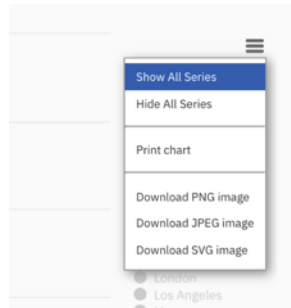 Show All Series
Hide All Series
Print chart
Download PNG image
Download JPEG image
Download SVG image
London
Los Angeles